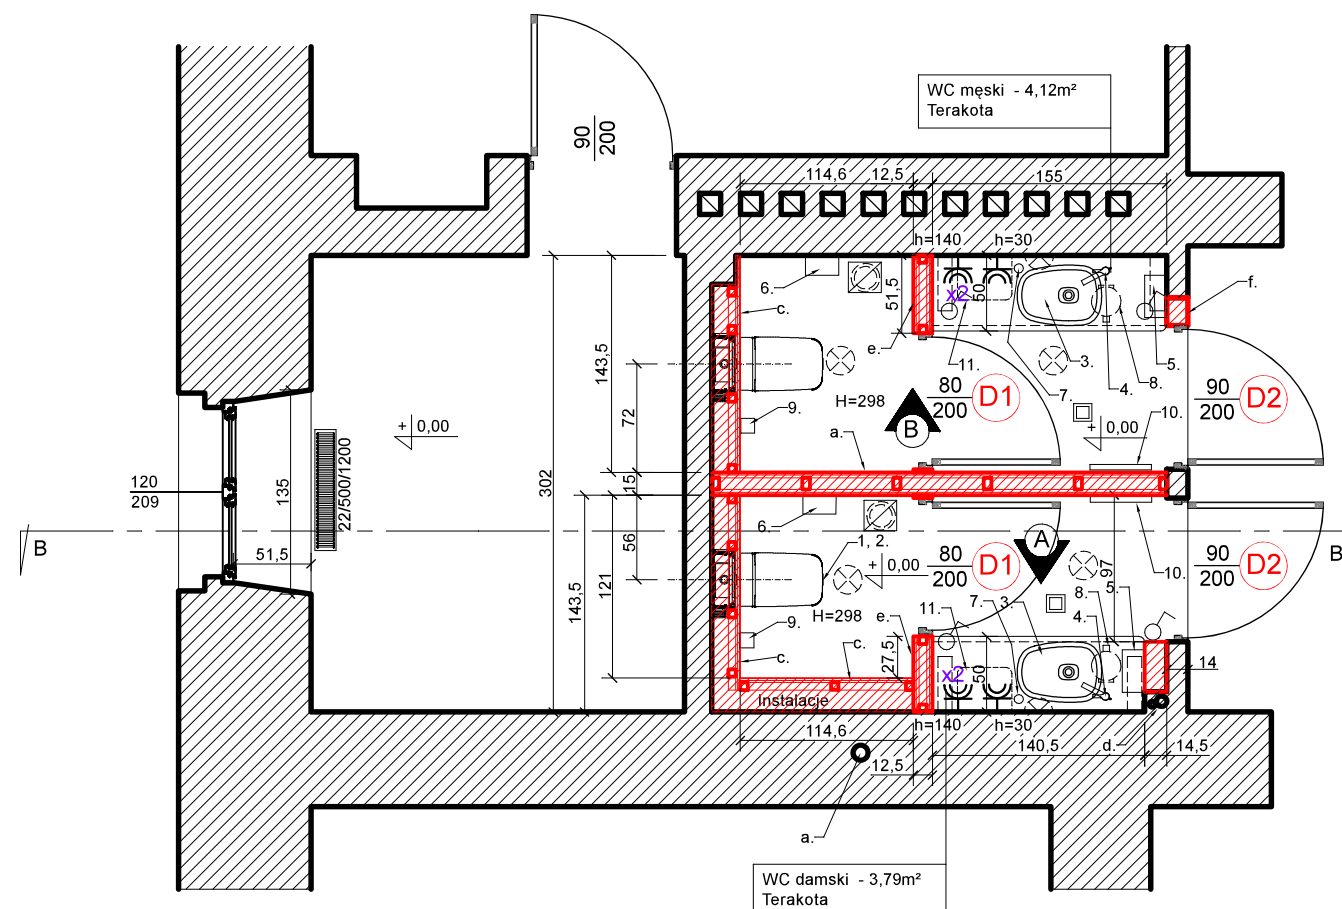 WC męski - 4,12m²
Terakota
90
200
114,6
12,5
155
h=140
h=30
6.
c.
51,5
x2
50
f.
e.
11.
7.
3.
4.
8.
5.
143,5
72
9.
H=298
80
200
D1
90
200
D2
B
a.
10.
+ 0,00
+ 0,00
120
209
135
22/500/1200
302
15
6.
56
1, 2.
A
B
51,5
B
80
200
D1
+ 0,00
97
10.
90
200
D2
143,5
121
9.
H=298
e.
11.
7.
3.
8.
5.
4.
c.
c.
27,5
x2
50
14
Instalacje
h=140
h=30
114,6
140,5
d.
14,5
12,5
a.
WC damski - 3,79m²
Terakota